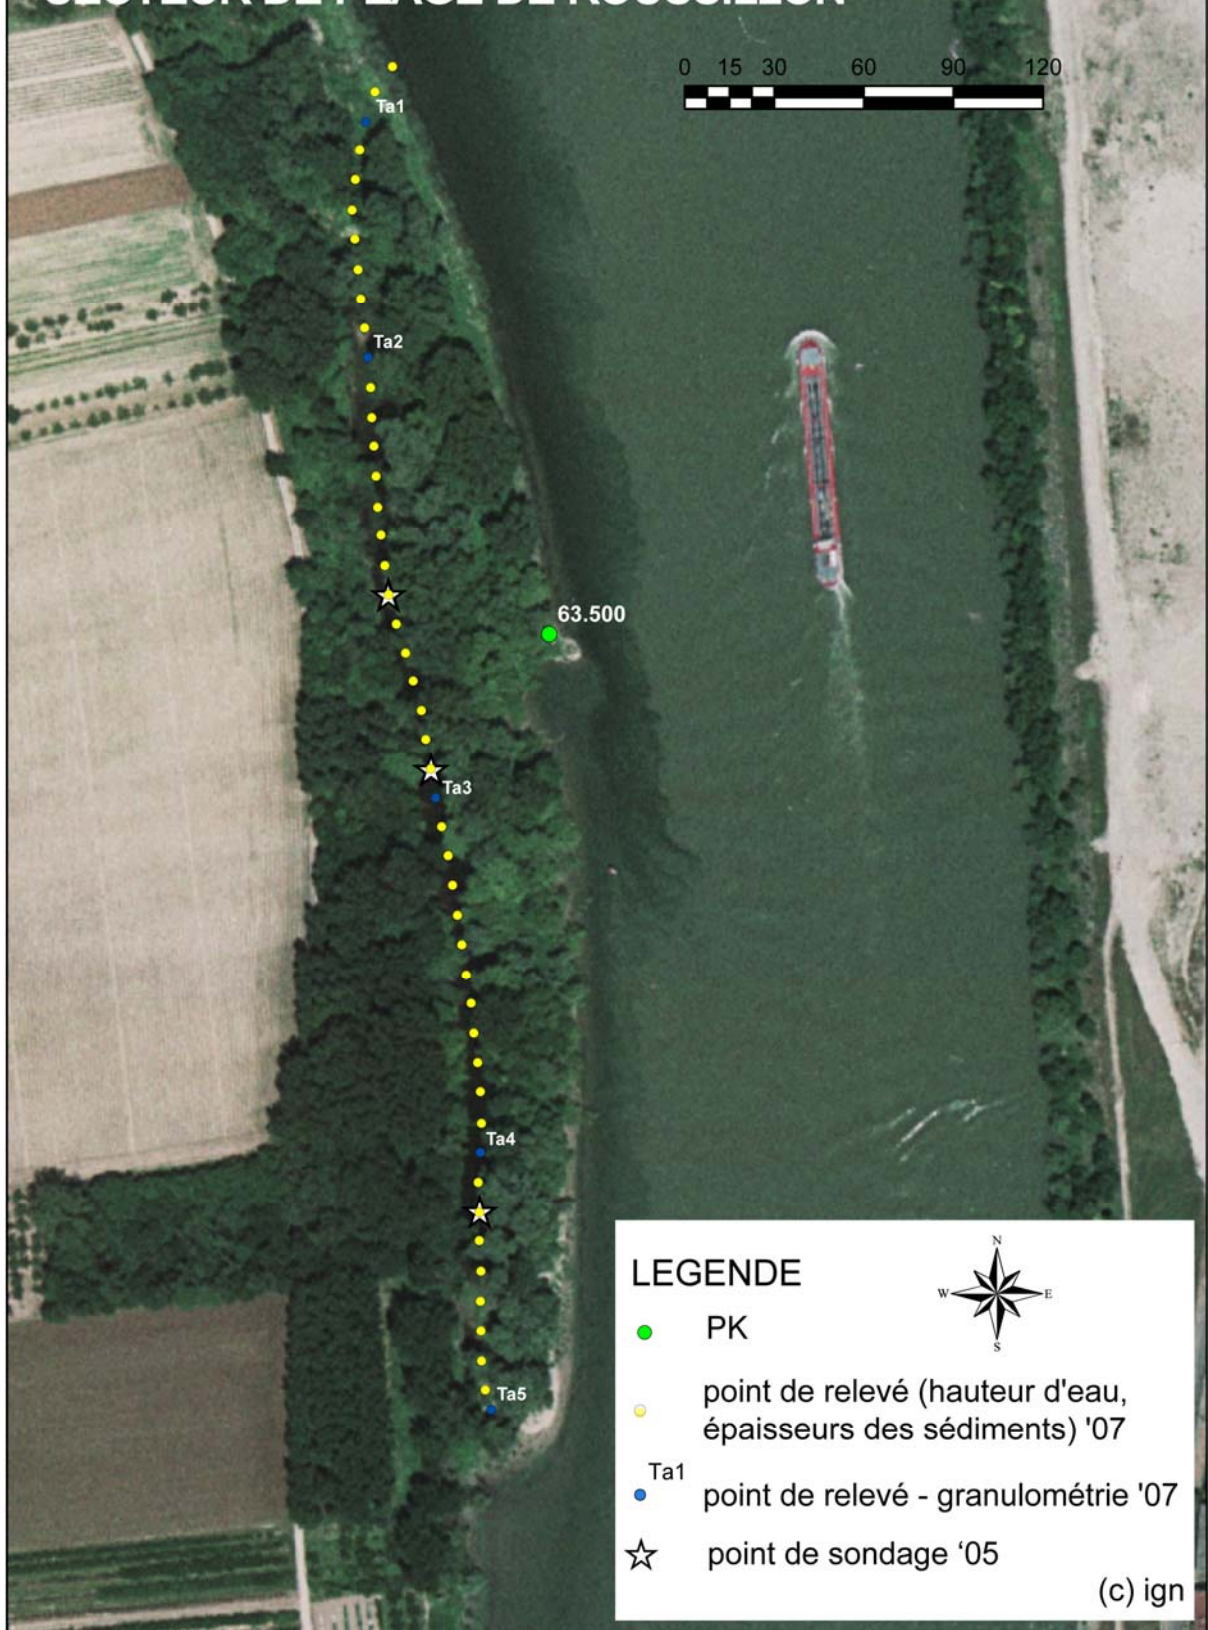 0 15 30 60 90 120
Ta1
Ta2
63.500
Ta3
Ta4
Ta5
LEGENDE
N
W E
S
PK
point de relevé (hauteur d'eau,
épaisseurs des sédiments) '07
Ta1
point de relevé - granulométrie '07
point de sondage ‘05
(c) ign